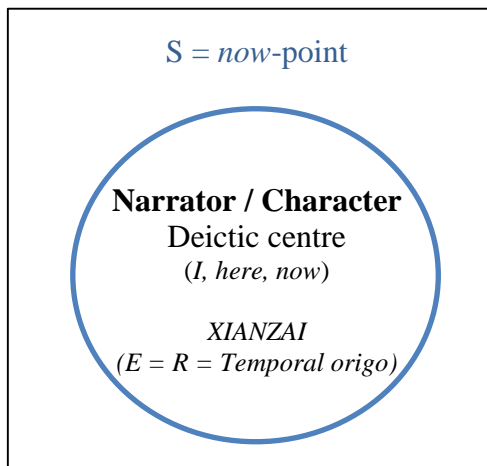 S = now-point
Narrator / Character
Deictic centre
(I, here, now)
XIANZAI
(E = R = Temporal origo)